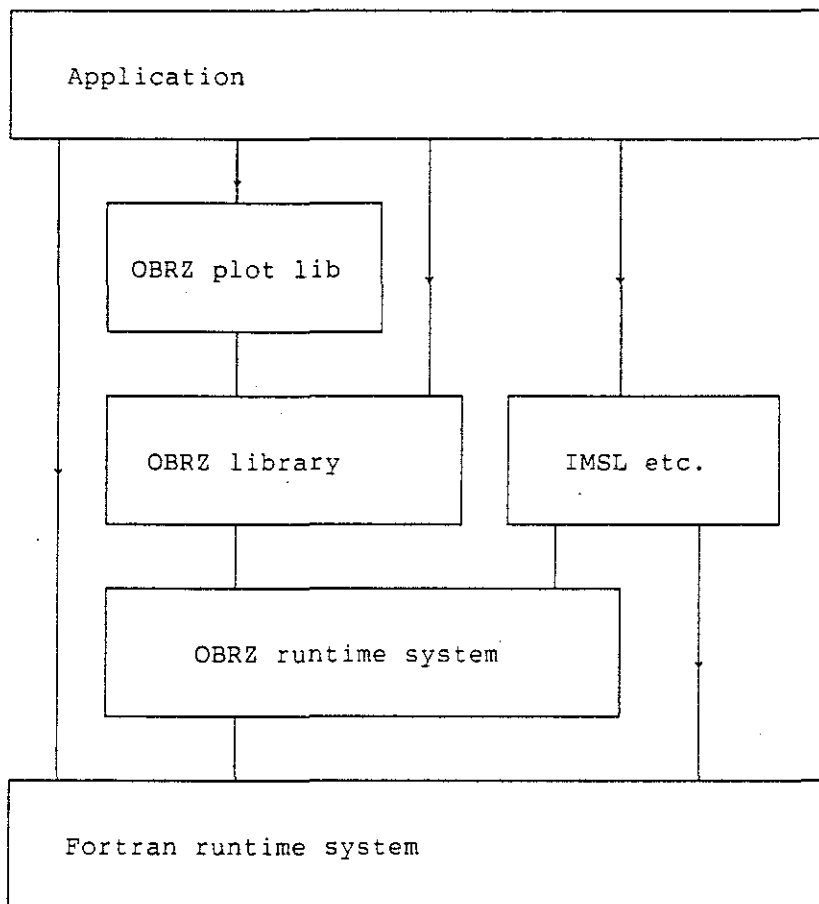 Application
OBRZ plot lib
OBRZ library
IMSL etc.
OBRZ runtime system
Fortran runtime system